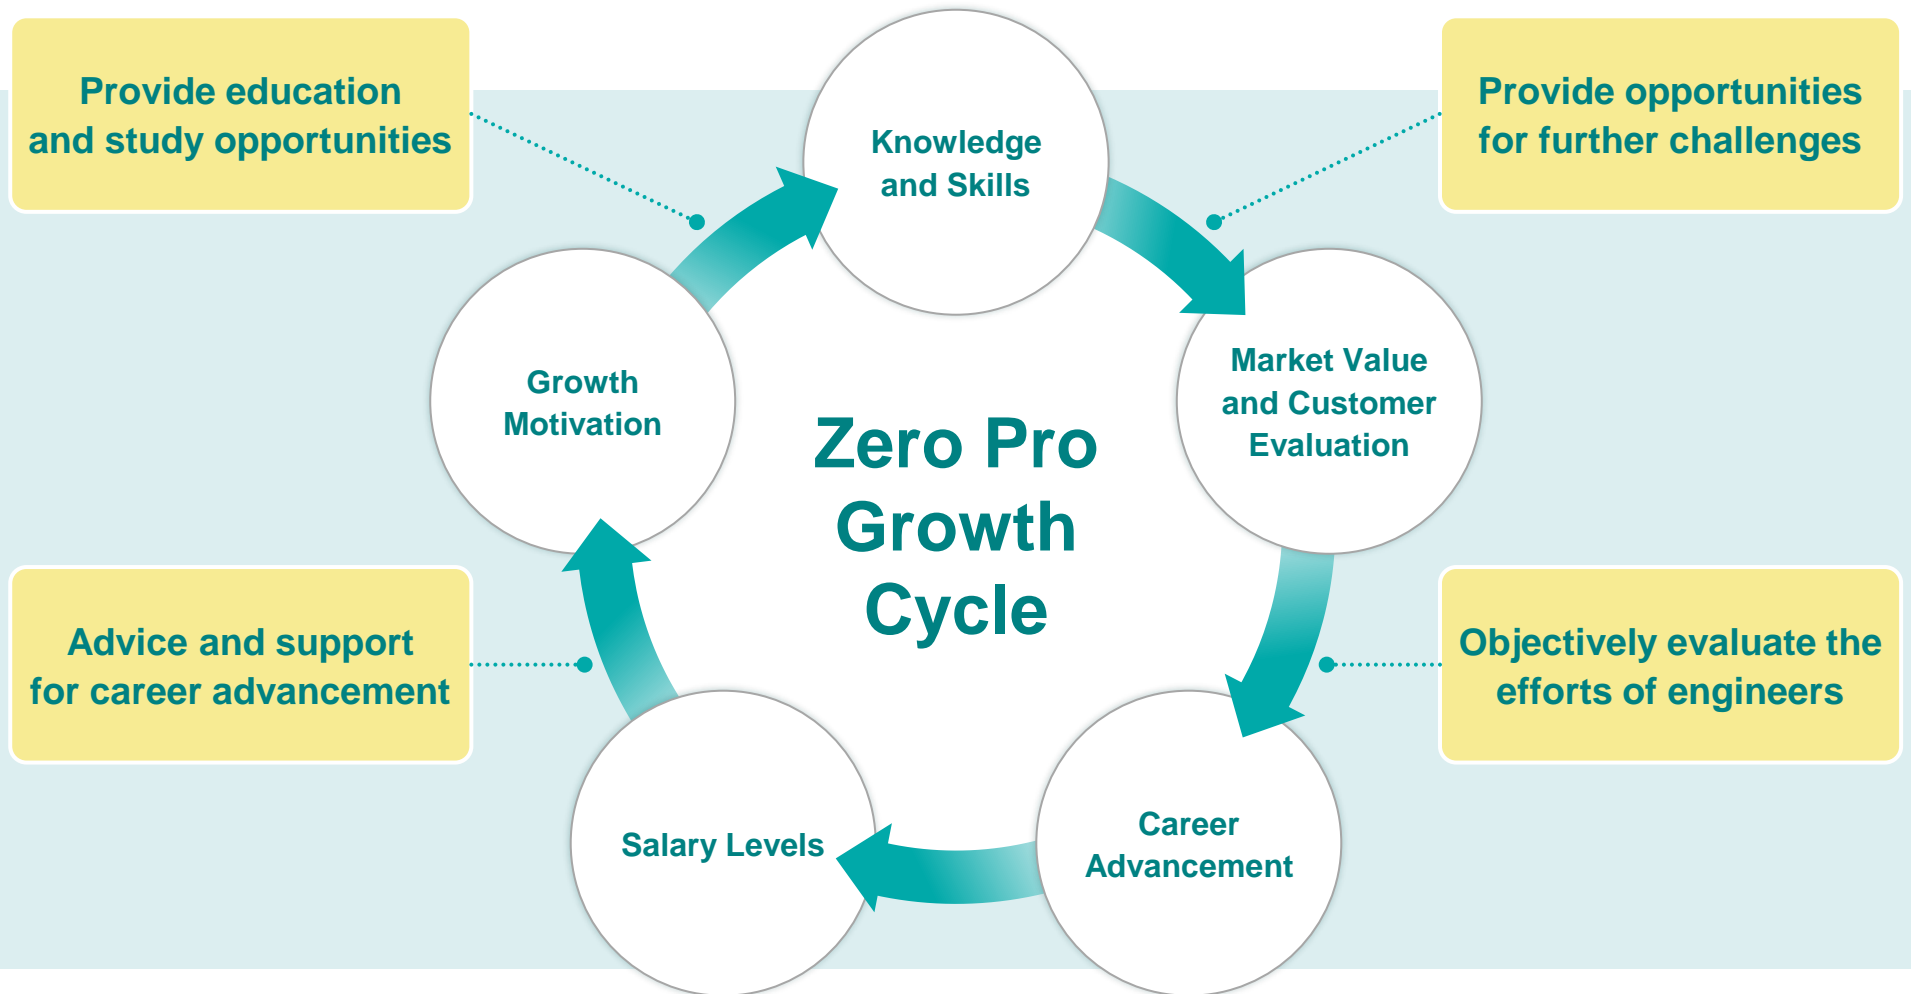 Provide education
and study opportunities
Knowledge
and Skills
Provide opportunities
for further challenges
Growth
Motivation
Market Value
and Customer
Evaluation
Zero Pro
Growth
Cycle
Advice and support
for career advancement
Objectively evaluate the
efforts of engineers
Salary Levels
Career
Advancement